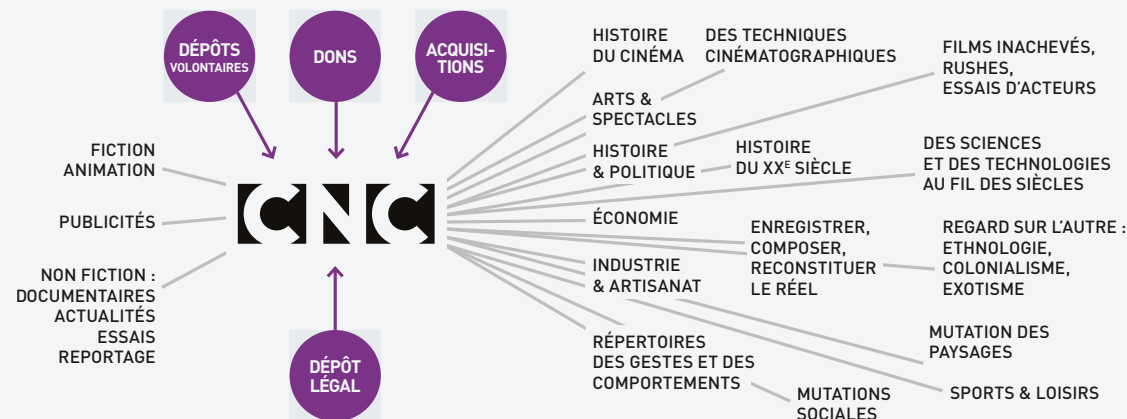 DÉPÔTS
VOLONTAIRES
DONS
ACQUISI-
TIONS
FICTION
ANIMATION
PUBLICITÉS
NON FICTION :
DOCUMENTAIRES
ACTUALITÉS
ESSAIS
REPORTAGE
CNC
DÉPÔT
LÉGAL
HISTOIRE
DU CINÉMA
DES TECHNIQUES
CINÉMATOGRAPHIQUES
FILMS INACHEVÉS,
RUSHES,
ESSAIS D'ACTEURS
ARTS &
SPECTACLES
HISTOIRE
& POLITIQUE
HISTOIRE
DU XXE SIÈCLE
DES SCIENCES
ET DES TECHNOLOGIES
AU FIL DES SIÈCLES
ÉCONOMIE
ENREGISTRER,
COMPOSER,
RECONSTITUER
LE RÉEL
REGARD SUR L'AUTRE :
ETHNOLOGIE,
COLONIALISME,
EXOTISME
INDUSTRIE
& ARTISANAT
MUTATION DES
PAYSAGES
RÉPERTOIRES
DES GESTES ET DES
COMPORTEMENTS
MUTATIONS
SOCIALES
SPORTS & LOISIRS